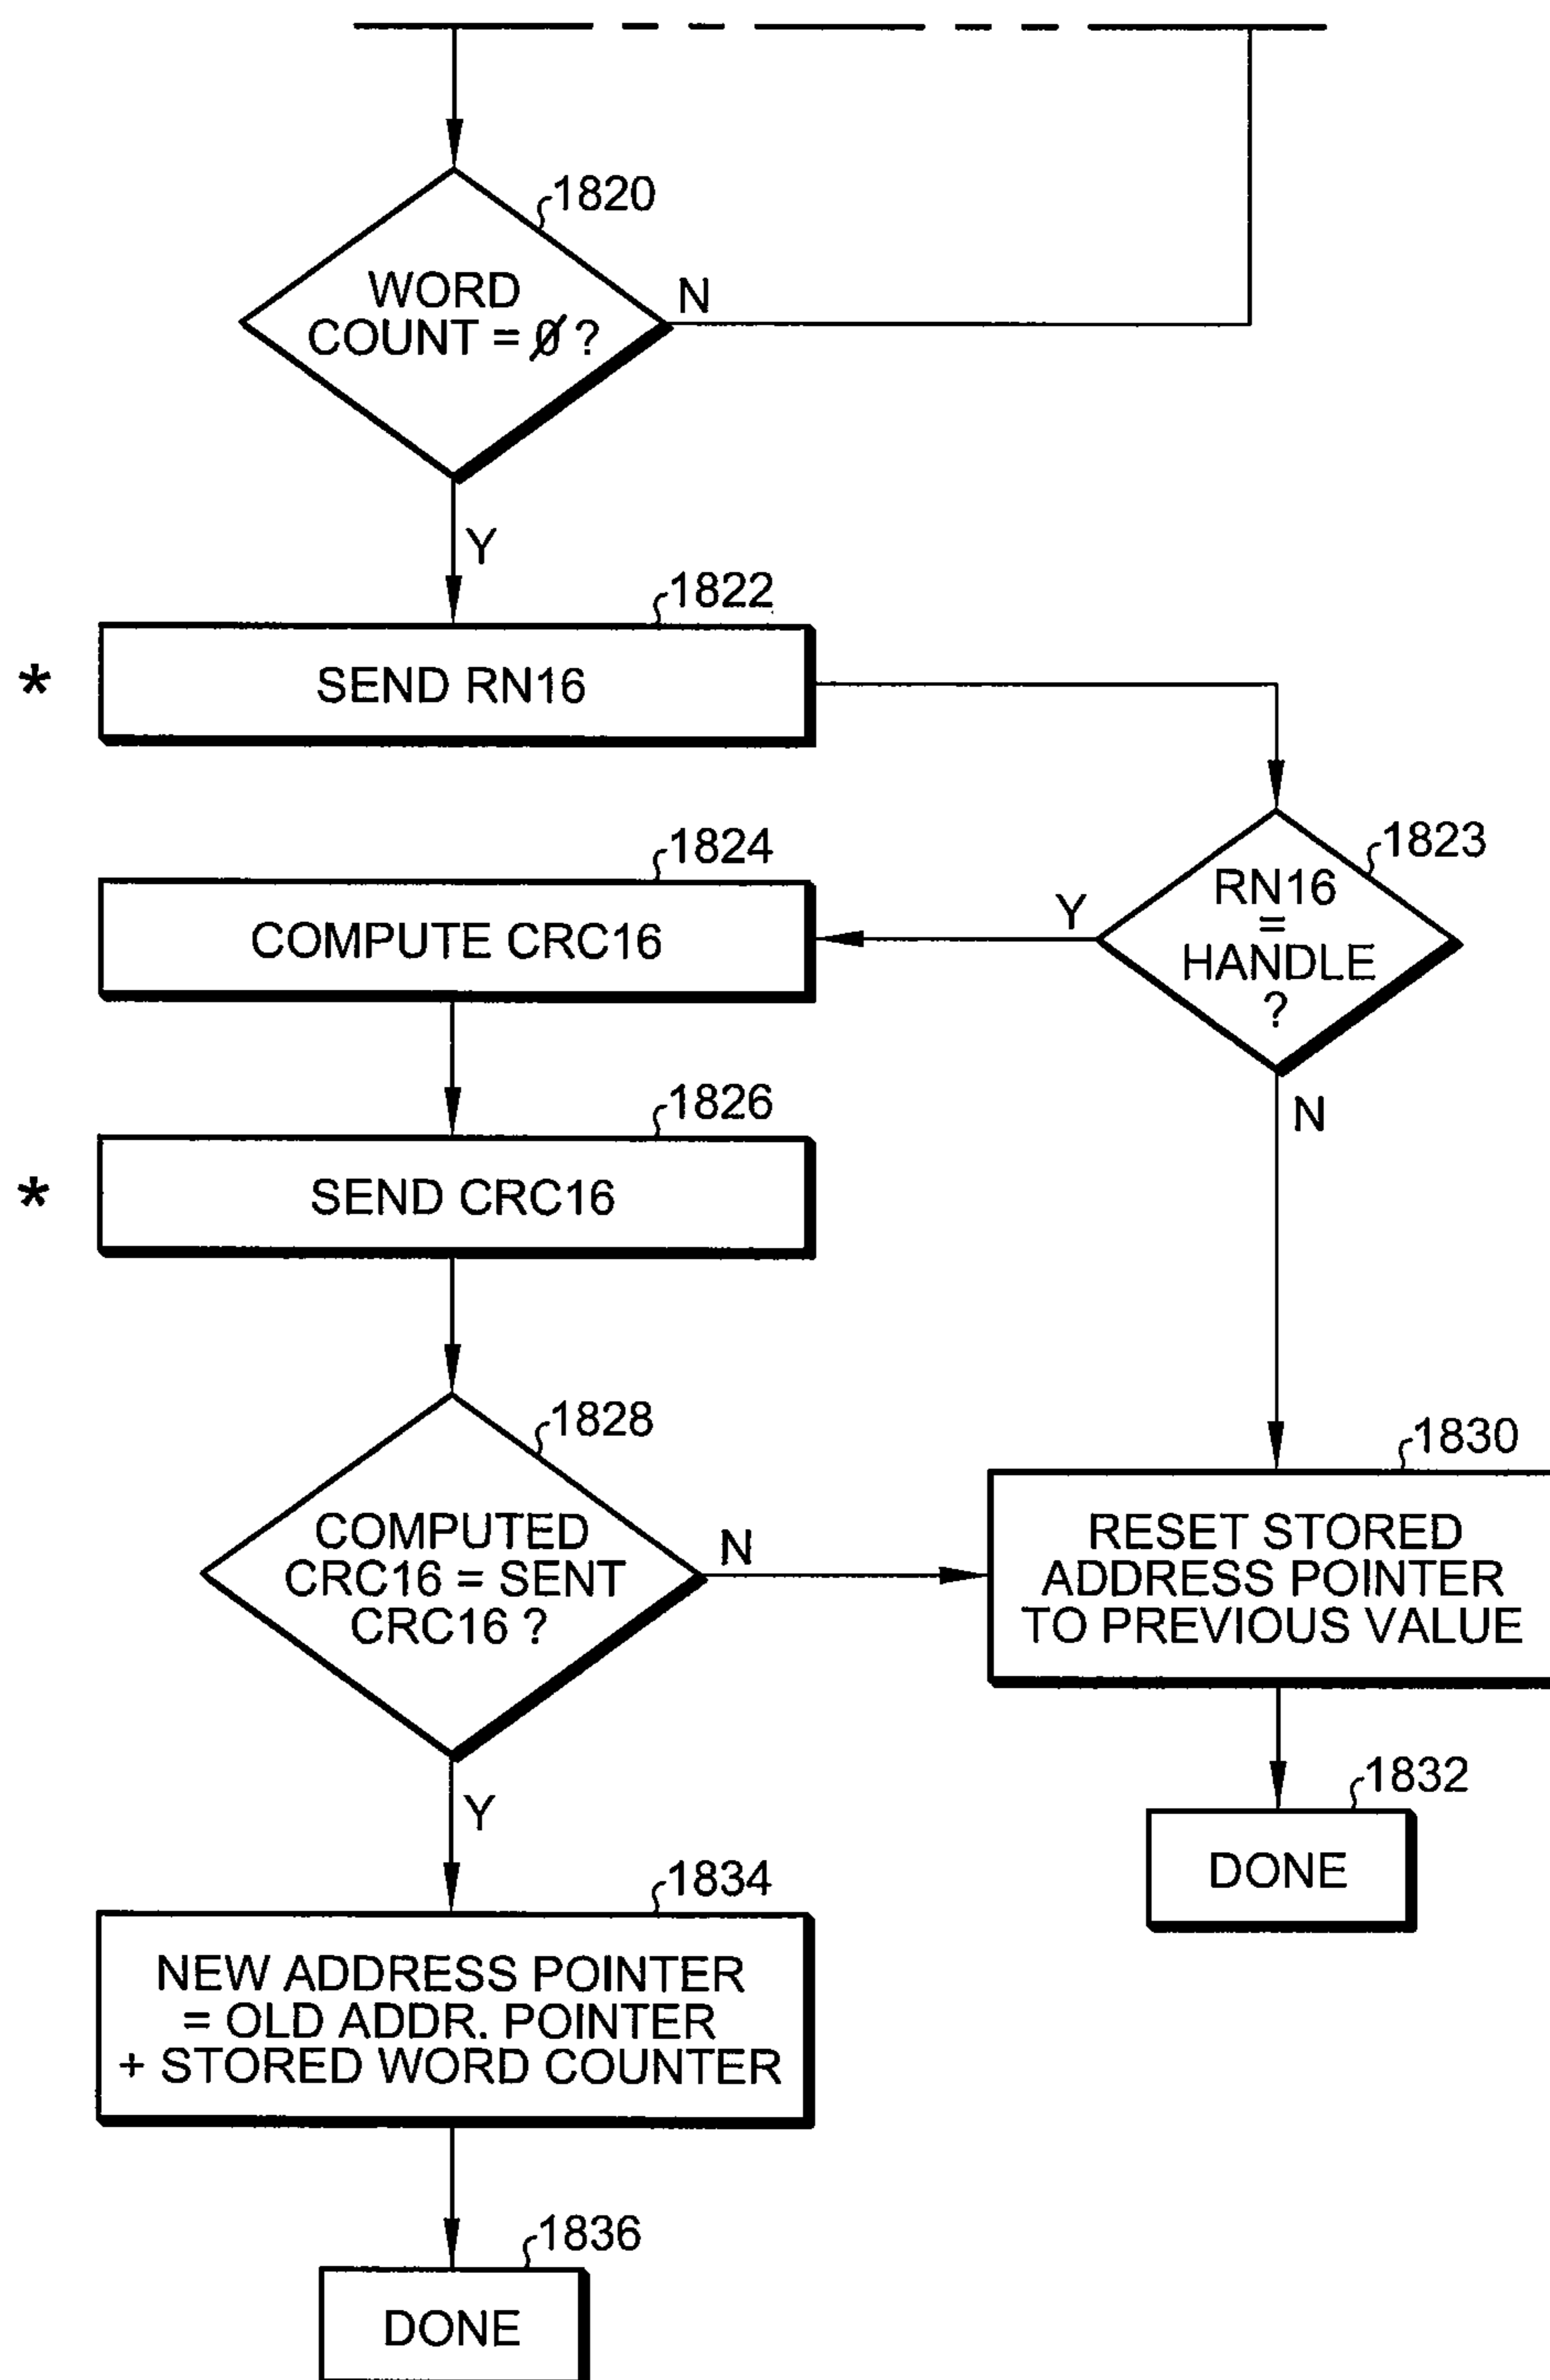 1820
WORD
COUNT = Ø ?
N
Y
1822
*
SEND RN16
1823
RN16
=
HANDLE
?
Y
N
1824
COMPUTE CRC16
1826
*
SEND CRC16
1828
COMPUTED
CRC16 = SENT
CRC16 ?
N
Y
1830
RESET STORED
ADDRESS POINTER
TO PREVIOUS VALUE
1832
DONE
1834
NEW ADDRESS POINTER
= OLD ADDR. POINTER
+ STORED WORD COUNTER
1836
DONE